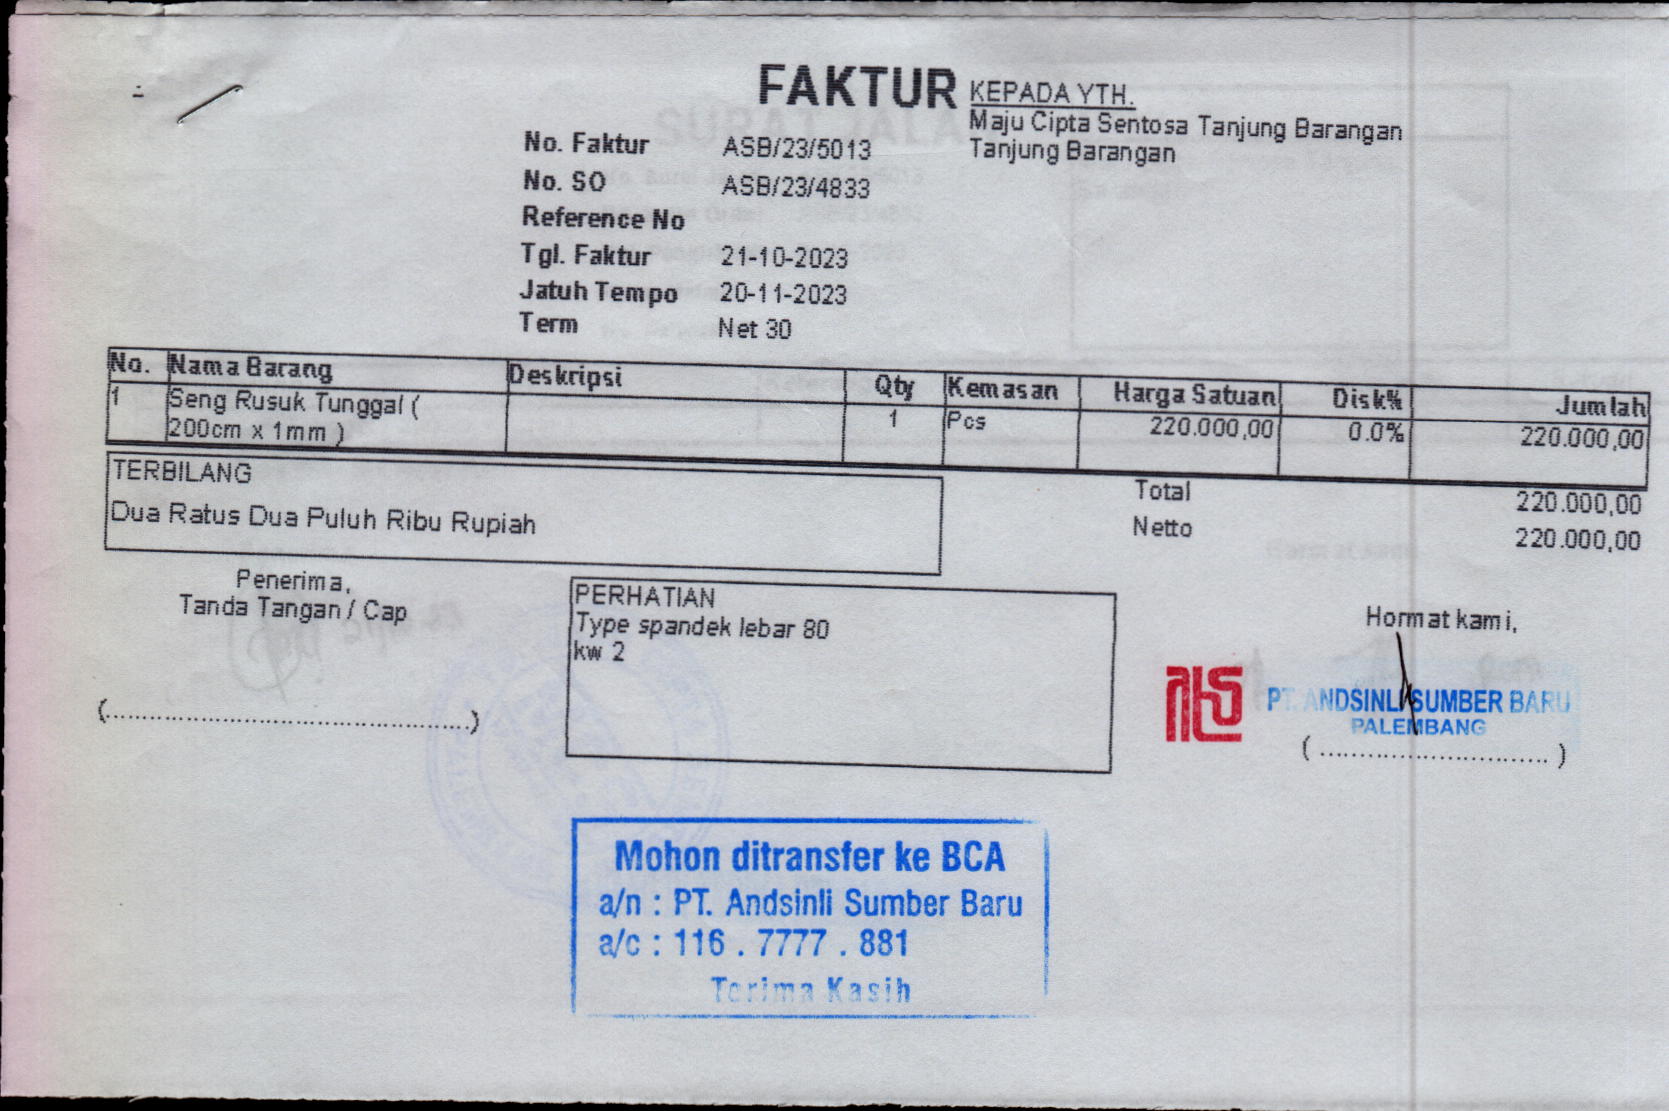 FAKTUR
KEPADA YTH.
Maju Cipta Sentosa Tanjung Barangan
Tanjung Barangan
No. Faktur ASB/23/5013
No. SO ASB/23/4833
Reference No
Tgl. Faktur 21-10-2023
Jatuh Tempo 20-11-2023
Term Net 30
No. Nama Barang Deskripsi Qty Kemasan Harga Satuan Disk% Jumlah
1 Seng Rusuk Tunggal ( 1 Pcs 220.000,00 0.0% 220.000,00
200cm x 1mm )
TERBILANG
Dua Ratus Dua Puluh Ribu Rupiah
Total 220.000,00
Netto 220.000,00
Penerima,
Tanda Tangan / Cap
(................................................)
PERHATIAN
Type spandek lebar 80
kw 2
Hormat kami,
PT. ANDSINLI SUMBER BARU
PALEMBANG
( .............................. )
Mohon ditransfer ke BCA
a/n : PT. Andsinli Sumber Baru
a/c : 116 . 7777 . 881
Terima Kasih